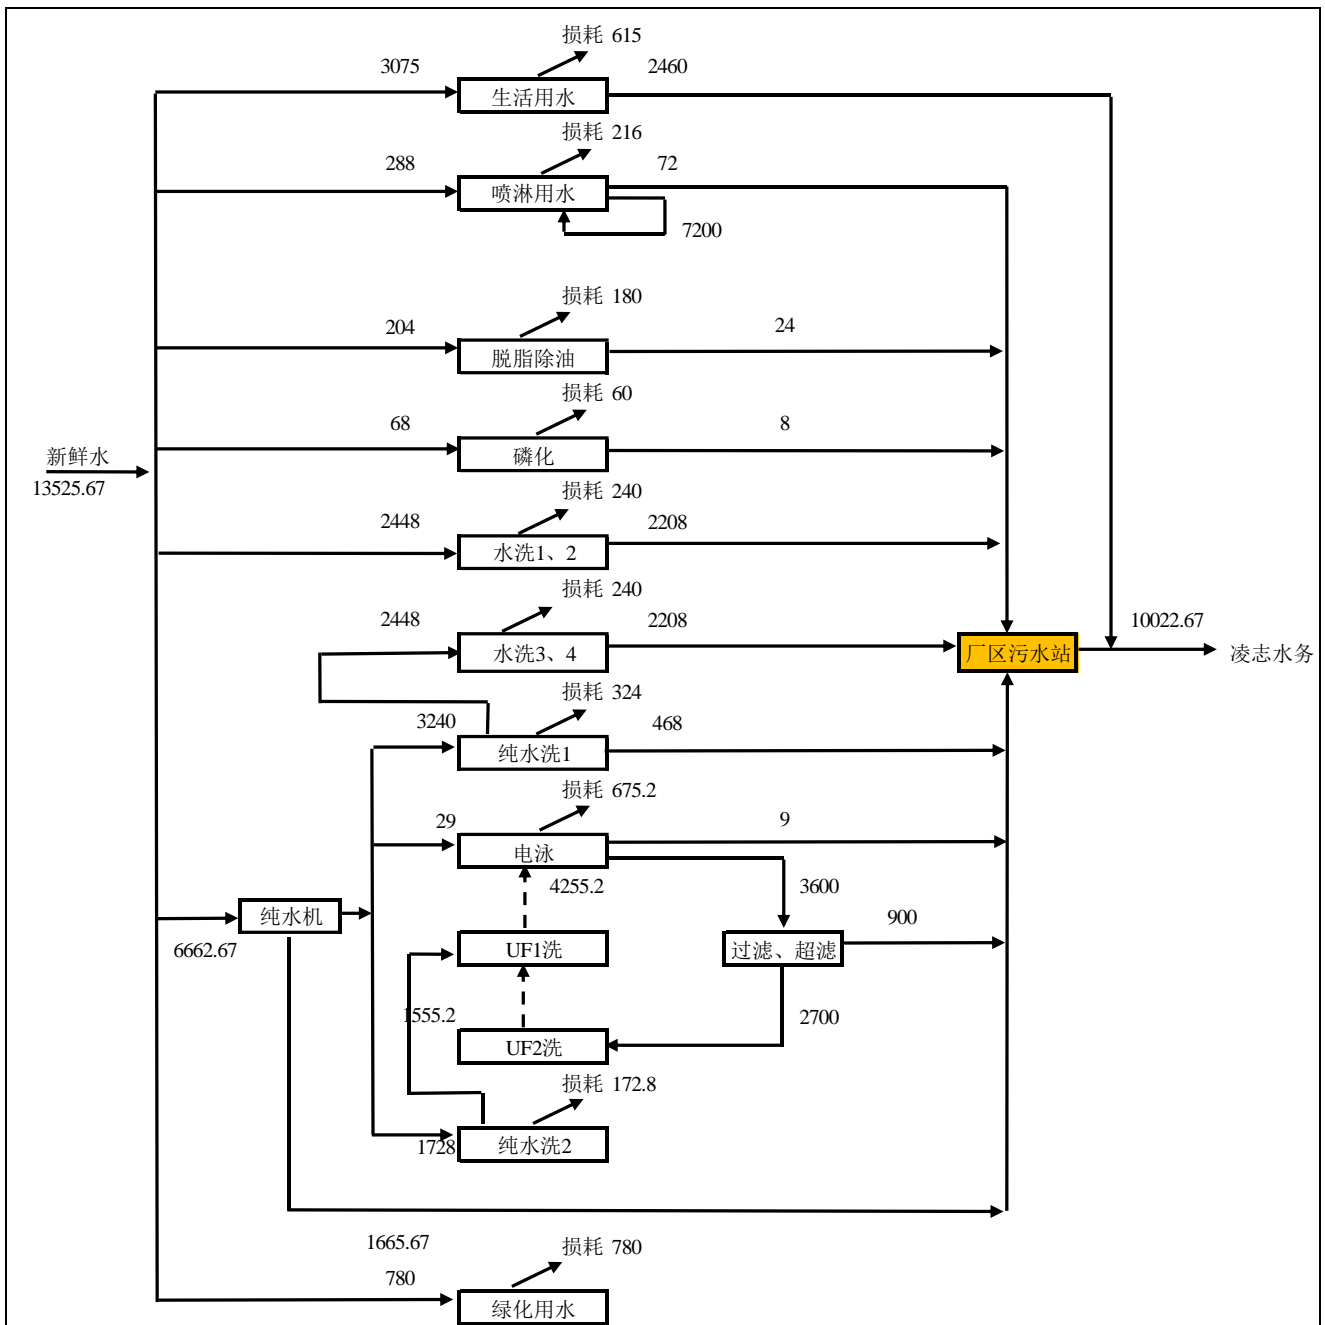 损耗 615
3075
2460
生活用水
损耗 216
288
72
喷淋用水
7200
损耗 180
204
24
脱脂除油
损耗 60
68
8
磷化
新鲜水
13525.67
损耗 240
2448
2208
水洗1、2
损耗 240
2448
2208
水洗3、4
厂区污水站
10022.67
凌志水务
损耗 324
3240
468
纯水洗1
损耗 675.2
29
9
电泳
4255.2
3600
纯水机
900
6662.67
UF1洗
过滤、超滤
1555.2
2700
UF2洗
损耗 172.8
1728
纯水洗2
1665.67
损耗 780
780
绿化用水